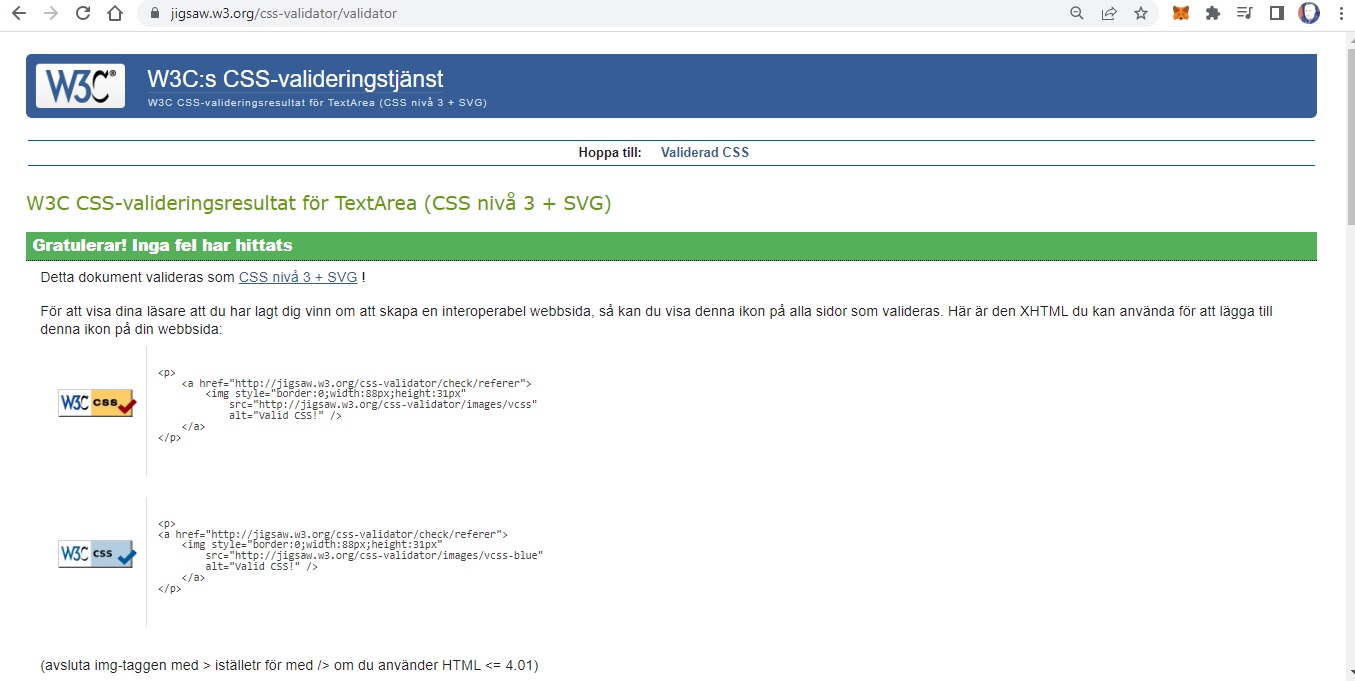 jigsaw.w3.org/css-validator/validator
W3C® W3C:s CSS-valideringstjänst
W3C CSS-valideringsresultat för TextArea (CSS nivå 3 + SVG)
Hoppa till: Validerad CSS
W3C CSS-valideringsresultat för TextArea (CSS nivå 3 + SVG)
Gratulerar! Inga fel har hittats
Detta dokument valideras som CSS nivå 3 + SVG !
För att visa dina läsare att du har lagt dig vinn om att skapa en interoperabel webbsida, så kan du visa denna ikon på alla sidor som valideras. Här är den XHTML du kan använda för att lägga till
denna ikon på din webbsida:
W3C css
<p>
<a href="http://jigsaw.w3.org/css-validator/check/referer">
<img style="border:0;width:88px;height:31px"
src="http://jigsaw.w3.org/css-validator/images/vcss"
alt="Valid CSS!" />
</a>
</p>
W3C css
<p>
<a href="http://jigsaw.w3.org/css-validator/check/referer">
<img style="border:0;width:88px;height:31px"
src="http://jigsaw.w3.org/css-validator/images/vcss-blue"
alt="Valid CSS!" />
</a>
</p>
(avsluta img-taggen med > iställetr för med /> om du använder HTML <= 4.01)